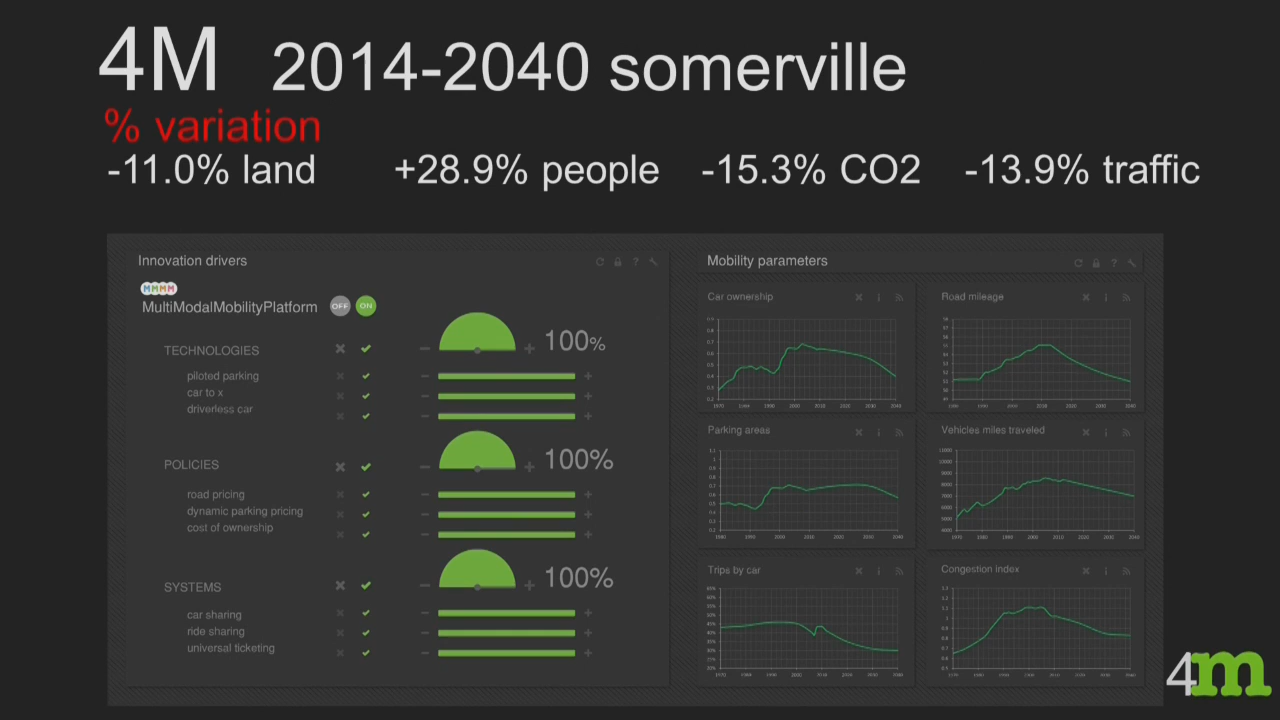 4M 2014-2040 somerville
% variation
-11.0% land +28.9% people -15.3% CO2 -13.9% traffic
Innovation drivers
MMMM
MultiModalMobilityPlatform OFF ON
TECHNOLOGIES 100%
piloted parking
car to x
driverless car
POLICIES 100%
road pricing
dynamic parking pricing
cost of ownership
SYSTEMS 100%
car sharing
ride sharing
universal ticketing
Mobility parameters
Car ownership
Road mileage
Parking areas
Vehicles miles traveled
Trips by car
Congestion index
4m